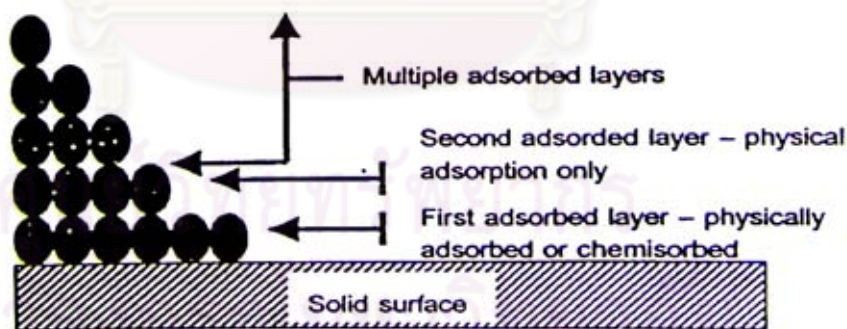 Multiple adsorbed layers
Second adsorded layer – physical
adsorption only
First adsorbed layer – physically
adsorbed or chemisorbed
Solid surface